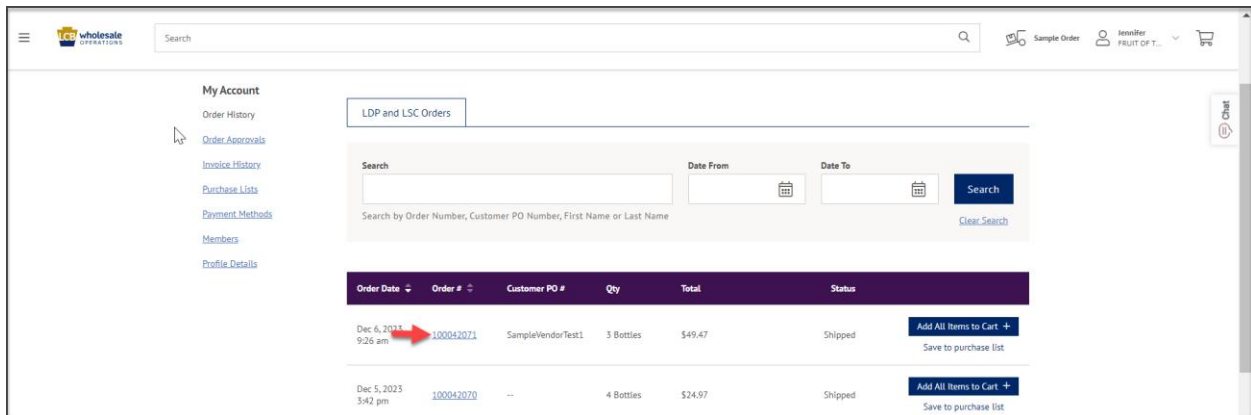 LCB wholesale
OPERATIONS
Search
Sample Order
Jennifer
FRUIT OF T...
Chat
My Account
Order History
Order Approvals
Invoice History
Purchase Lists
Payment Methods
Members
Profile Details
LDP and LSC Orders
Search Date From Date To
Search
Search by Order Number, Customer PO Number, First Name or Last Name
Clear Search
Order Date Order # Customer PO # Qty Total Status
Dec 6, 2023 100042071 SampleVendorTest1 3 Bottles $49.47 Shipped Add All Items to Cart +
9:26 am Save to purchase list
Dec 5, 2023 100042070 -- 4 Bottles $24.97 Shipped Add All Items to Cart +
3:42 pm Save to purchase list